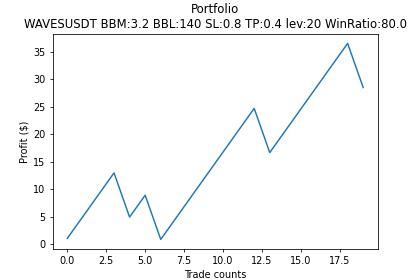 Portfolio
WAVESUSDT BBM:3.2 BBL:140 SL:0.8 TP:0.4 lev:20 WinRatio:80.0
Profit ($)
35
30
25
20
15
10
5
0
0.0 2.5 5.0 7.5 10.0 12.5 15.0 17.5
Trade counts